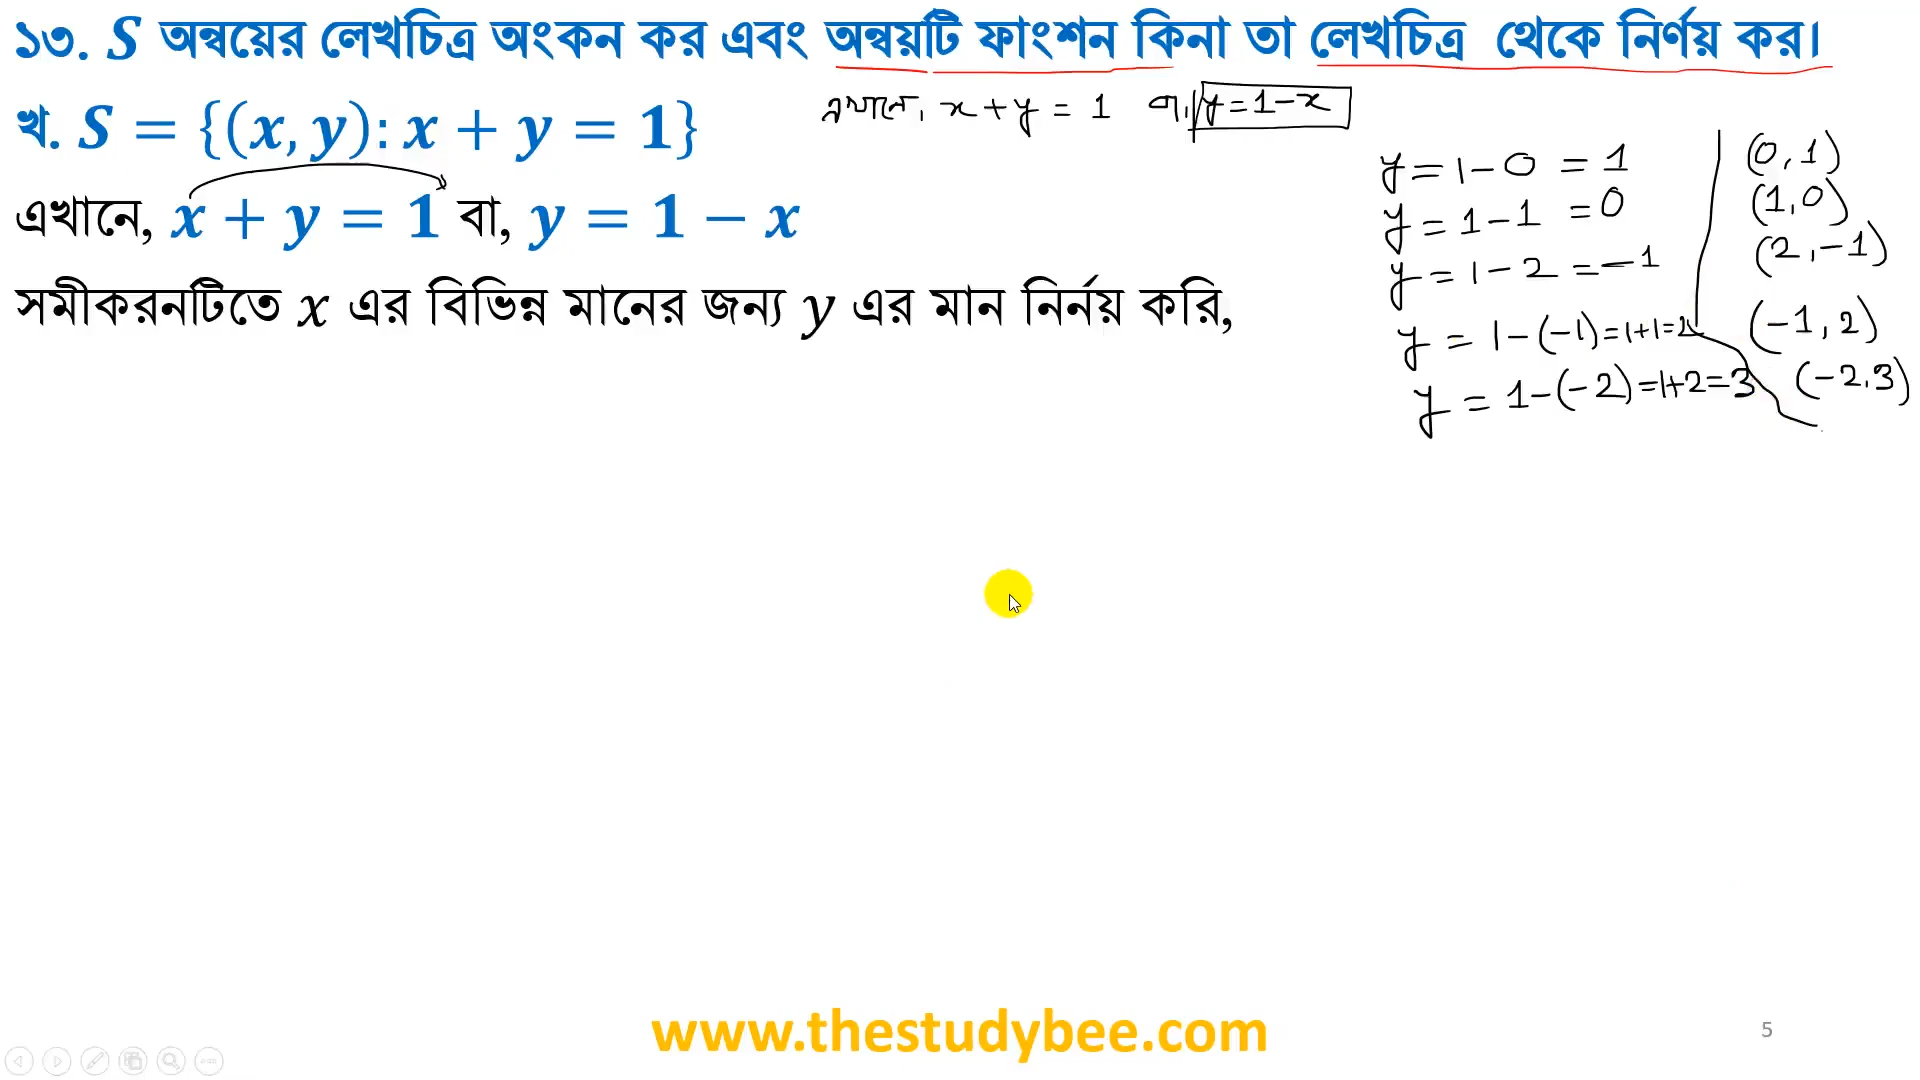 ১৩. S অন্বয়ের লেখচিত্র অংকন কর এবং অন্বয়টি ফাংশন কিনা তা লেখচিত্র থেকে নির্ণয় কর।
খ. S = {(x, y): x + y = 1}
এখানে, x + y = 1 বা, y = 1 − x
এখানে, x + y = 1 বা, y = 1 − x
সমীকরনটিতে x এর বিভিন্ন মানের জন্য y এর মান নির্নয় করি,
y = 1 − 0 = 1 (0, 1)
y = 1 − 1 = 0 (1, 0)
y = 1 − 2 = −1 (2, −1)
y = 1 − (−1) = 1+1 = 2 (−1, 2)
y = 1 − (−2) = 1+2 = 3 (−2, 3)
www.thestudybee.com
5